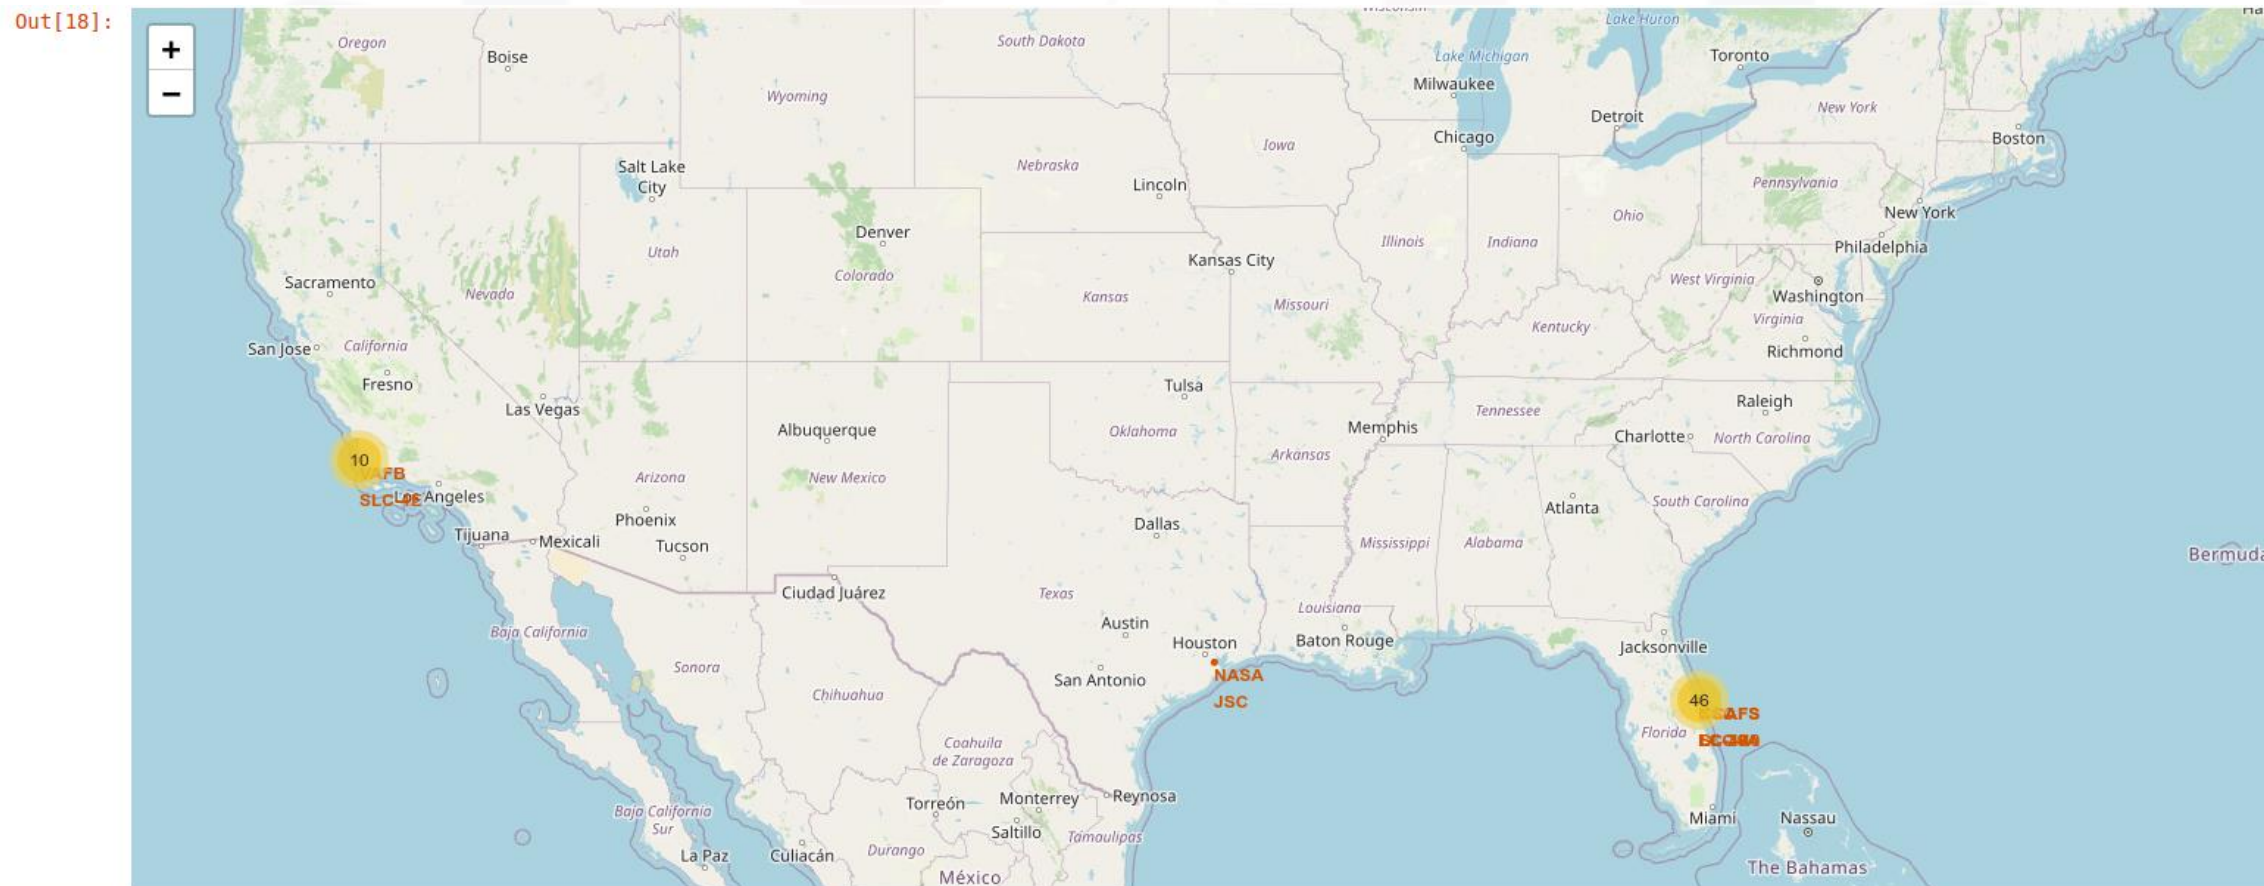 Out[18]:
+
−
Oregon
Boise
South Dakota
Wisconsin
Lake Huron
Lake Michigan
Toronto
Milwaukee
Wyoming
New York
Detroit
Chicago
Boston
Iowa
Salt Lake
City
Nebraska
Lincoln
Pennsylvania
New York
Ohio
Denver
Utah
Colorado
Illinois
Indiana
Philadelphia
Kansas City
Sacramento
Nevada
Kansas
Missouri
West Virginia
Washington
Virginia
Kentucky
San Jose
California
Richmond
Fresno
Las Vegas
Tulsa
Raleigh
Tennessee
Albuquerque
Oklahoma
Memphis
Charlotte
North Carolina
10
VAFB
SLC-4E
Los Angeles
Arizona
New Mexico
Arkansas
South Carolina
Atlanta
Phoenix
Dallas
Tijuana
Mexicali
Tucson
Mississippi
Alabama
Bermuda
Ciudad Juárez
Texas
Louisiana
Austin
Baja California
Houston
Baton Rouge
Jacksonville
Sonora
NASA
JSC
San Antonio
Chihuahua
46
Florida
Coahuila
de Zaragoza
Torreón
Monterrey
Reynosa
Baja California
Sur
Saltillo
Tamaulipas
Miami
Nassau
La Paz
Culiacán
Durango
México
The Bahamas